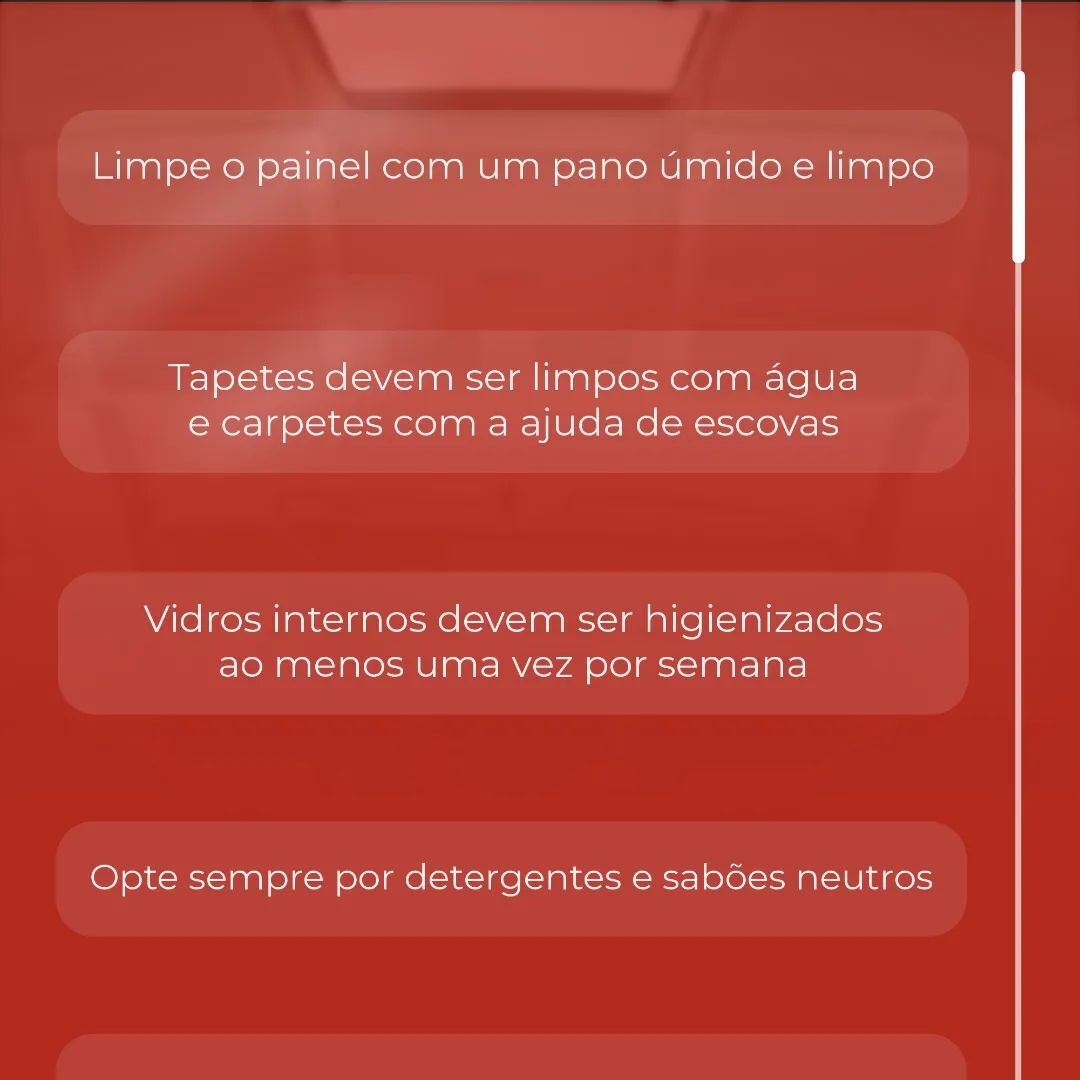 Limpe o painel com um pano úmido e limpo
Tapetes devem ser limpos com água
e carpetes com a ajuda de escovas
Vidros internos devem ser higienizados
ao menos uma vez por semana
Opte sempre por detergentes e sabões neutros